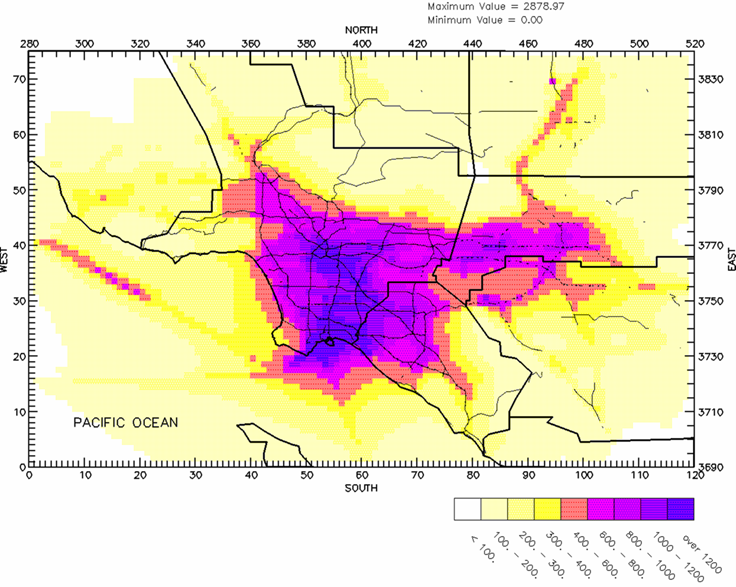 Maximum Value = 2878.97
Minimum Value = 0.00
NORTH
280 300 320 340 360 380 400 420 440 460 480 500 520
70 3830
60 3810
50 3790
40 3770
WEST EAST
30 3750
20 3730
10 3710
PACIFIC OCEAN
0 3690
0 10 20 30 40 50 60 70 80 90 100 110 120
SOUTH
< 100.
100. - 200.
200. - 300.
300. - 400.
400. - 600.
600. - 800.
800. - 1000
1000 - 1200
over 1200